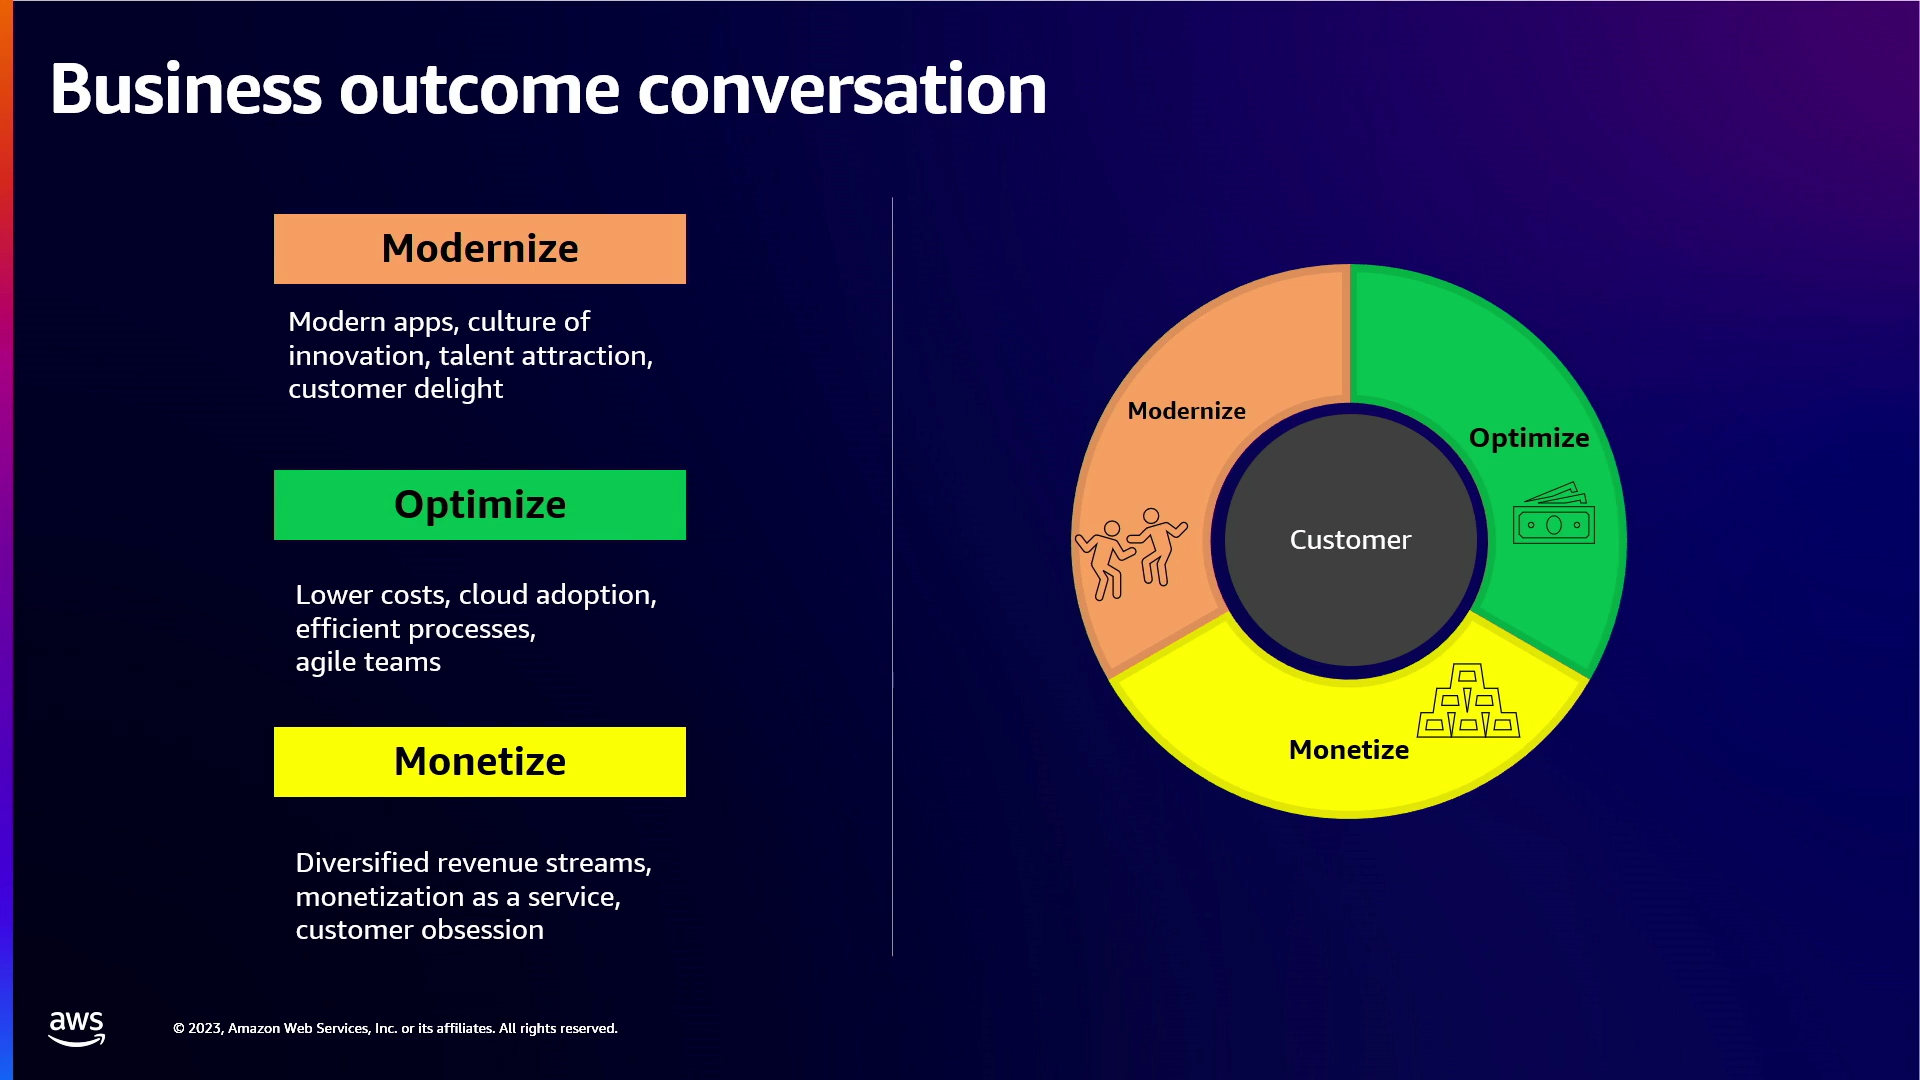 Business outcome conversation
Modernize
Modern apps, culture of
innovation, talent attraction,
customer delight
Optimize
Lower costs, cloud adoption,
efficient processes,
agile teams
Monetize
Diversified revenue streams,
monetization as a service,
customer obsession
Modernize
Optimize
Customer
Monetize
aws
© 2023, Amazon Web Services, Inc. or its affiliates. All rights reserved.